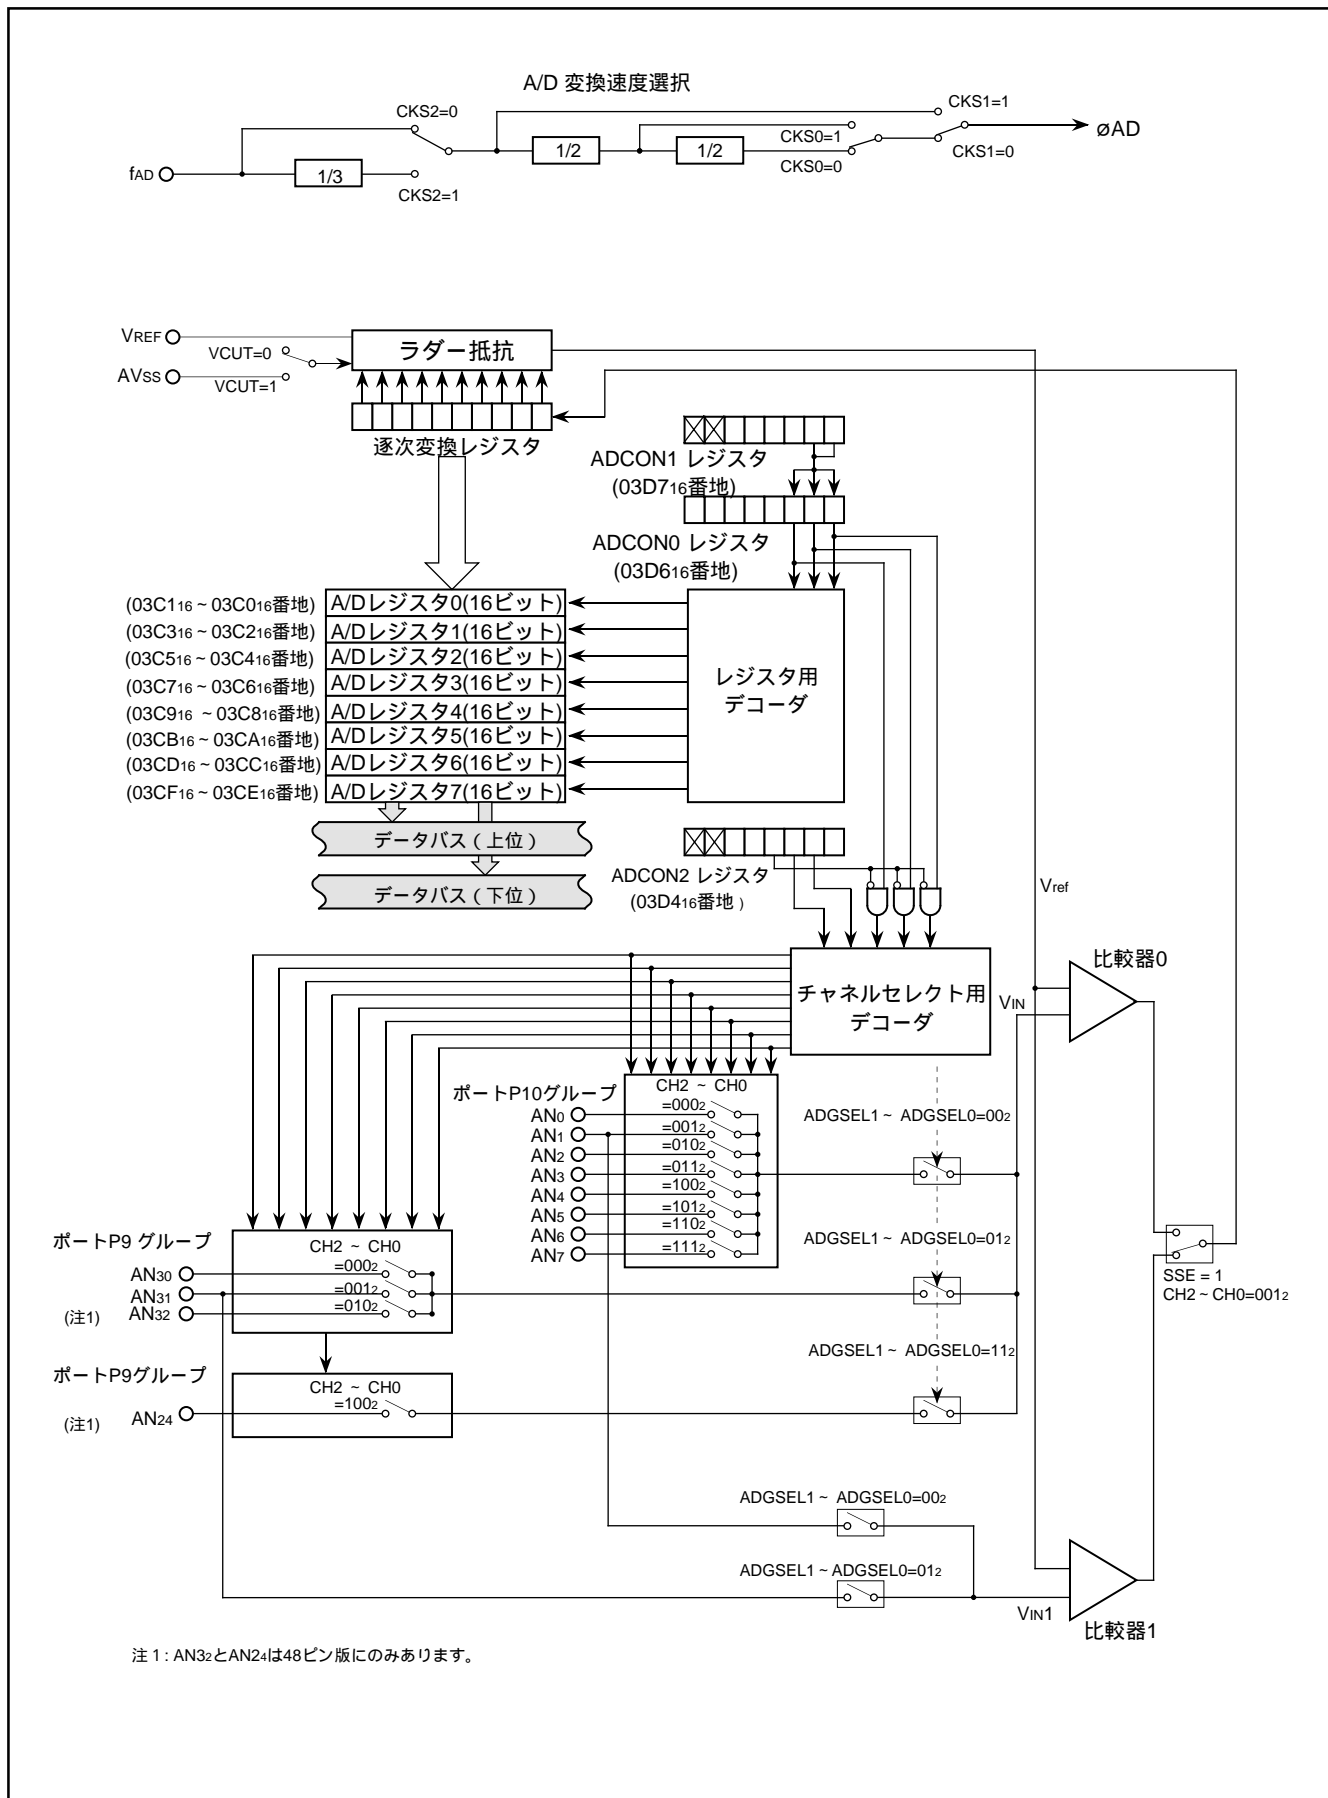 A/D 変換速度選択
CKS2=0
CKS1=1
CKS0=1
øAD
1/2
1/2
CKS0=0
CKS1=0
fAD
1/3
CKS2=1
VREF
VCUT=0
ラダー抵抗
AVSS
VCUT=1
逐次変換レジスタ
ADCON1 レジスタ
(03D716番地)
ADCON0 レジスタ
(03D616番地)
(03C116 ~ 03C016番地) A/Dレジスタ0(16ビット)
(03C316 ~ 03C216番地) A/Dレジスタ1(16ビット)
(03C516 ~ 03C416番地) A/Dレジスタ2(16ビット)
(03C716 ~ 03C616番地) A/Dレジスタ3(16ビット)
(03C916 ~ 03C816番地) A/Dレジスタ4(16ビット)
(03CB16 ~ 03CA16番地) A/Dレジスタ5(16ビット)
(03CD16 ~ 03CC16番地) A/Dレジスタ6(16ビット)
(03CF16 ~ 03CE16番地) A/Dレジスタ7(16ビット)
レジスタ用
デコーダ
データバス(上位)
データバス(下位)
ADCON2 レジスタ
(03D416番地)
Vref
比較器0
チャネルセレクト用
デコーダ
VIN
ポートP10グループ
CH2 ~ CH0
AN0 =0002
AN1 =0012
AN2 =0102
AN3 =0112
AN4 =1002
AN5 =1012
AN6 =1102
AN7 =1112
ADGSEL1 ~ ADGSEL0=002
ADGSEL1 ~ ADGSEL0=012
ADGSEL1 ~ ADGSEL0=112
ポートP9 グループ
CH2 ~ CH0
AN30 =0002
AN31 =0012
(注1) AN32 =0102
SSE = 1
CH2 ~ CH0=0012
ポートP9グループ
CH2 ~ CH0
(注1) AN24 =1002
ADGSEL1 ~ ADGSEL0=002
ADGSEL1 ~ ADGSEL0=012
VIN1
比較器1
注 1 : AN32とAN24は48ピン版にのみあります。